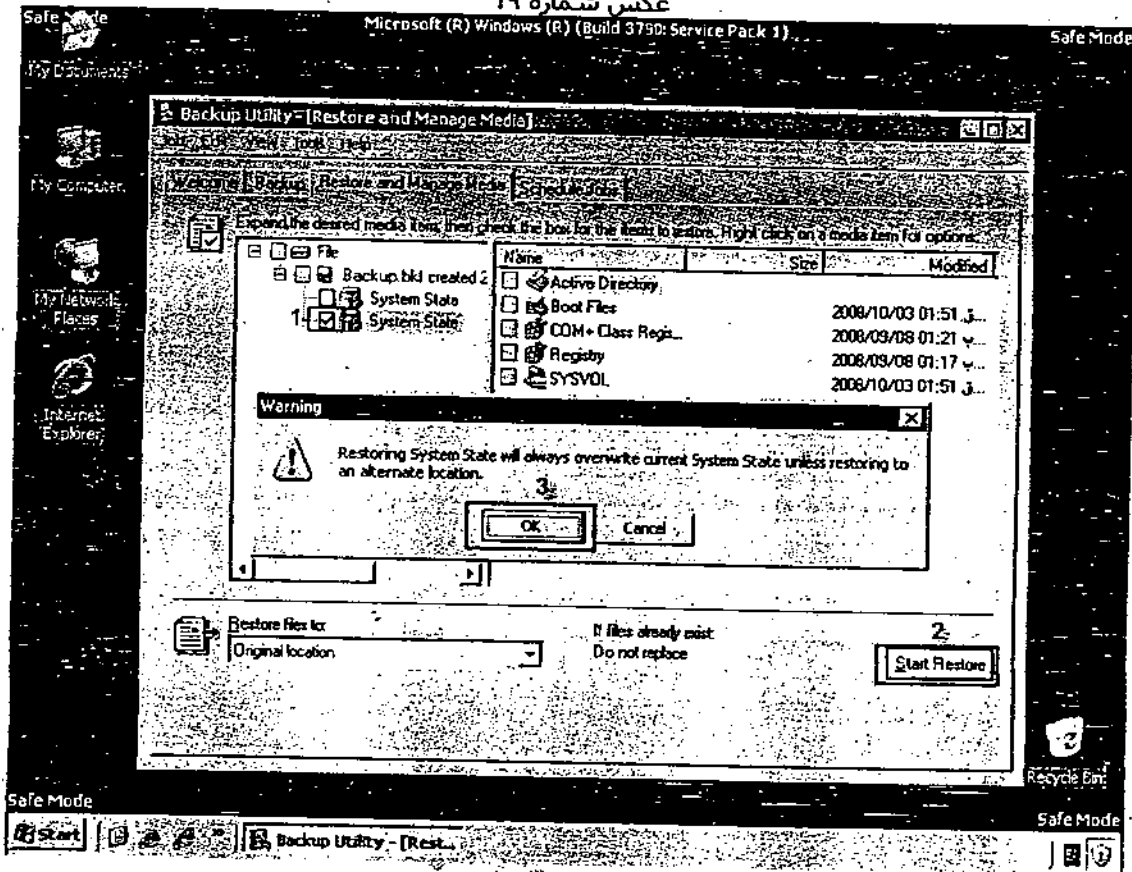 عکس شماره ۱۹
Safe Mode
Microsoft (R) Windows (R) (Build 3790: Service Pack 1)
Safe Mode
My Documents
My Computer
My Network Places
Internet Explorer
Backup Utility - [Restore and Manage Media]
Job Edit View Tools Help
Welcome Backup Restore and Manage Media Schedule Jobs
Expand the desired media item, then check the box for the items to restore. Right click on a media item for options.
File
Backup.bkf created 2
System State
1- System State
Name Size Modified
Active Directory
Boot Files 2008/10/03 01:51 ق...
COM+ Class Regis... 2008/09/08 01:21 ب...
Registry 2008/09/08 01:17 ب...
SYSVOL 2008/10/03 01:51 ق...
Warning
Restoring System State will always overwrite current System State unless restoring to
an alternate location.
3-
OK Cancel
Restore files to:
Original location
If files already exist:
Do not replace
2-
Start Restore
Recycle Bin
Safe Mode
Safe Mode
Start Backup Utility - [Rest...